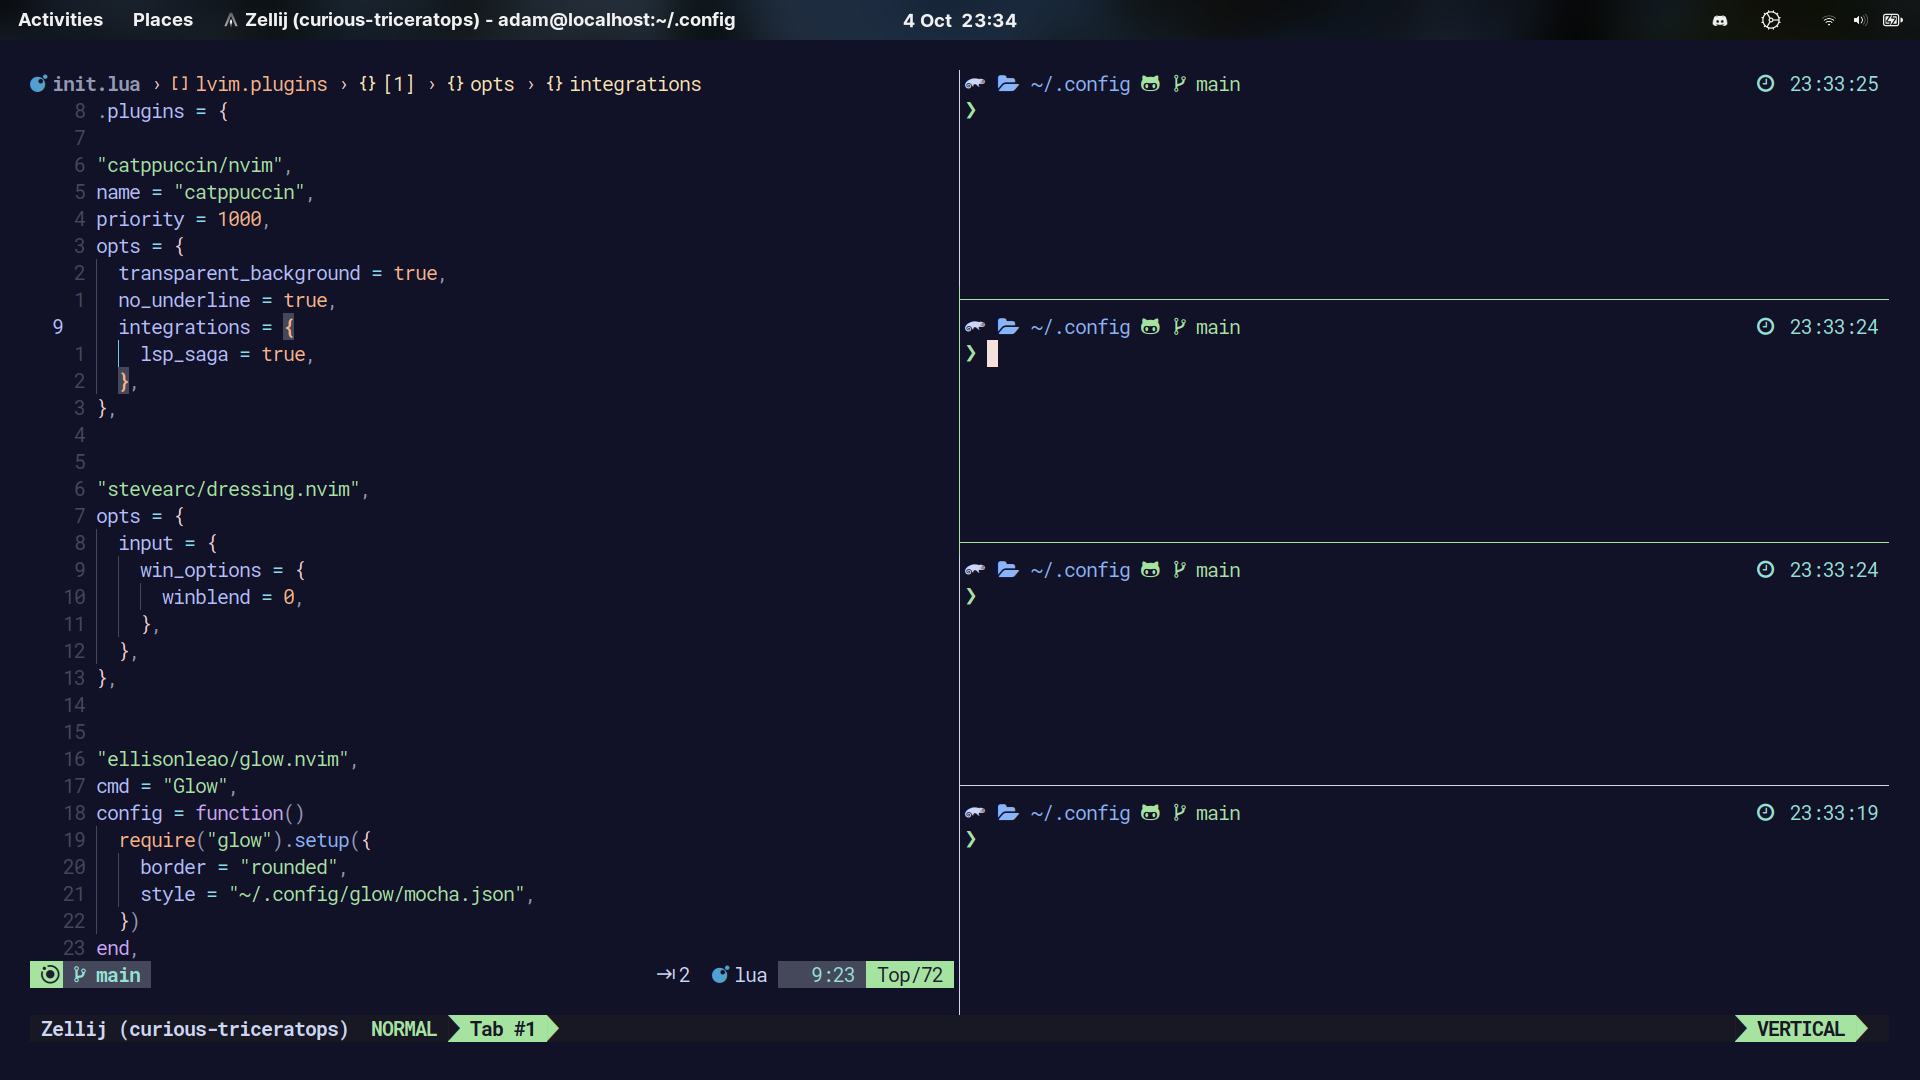 Activities Places Zellij (curious-triceratops) - adam@localhost:~/.config 4 Oct 23:34
init.lua › [] lvim.plugins › {} [1] › {} opts › {} integrations
8 .plugins = {
7
6 "catppuccin/nvim",
5 name = "catppuccin",
4 priority = 1000,
3 opts = {
2 transparent_background = true,
1 no_underline = true,
9 integrations = {
1 lsp_saga = true,
2 },
3 },
4
5
6 "stevearc/dressing.nvim",
7 opts = {
8 input = {
9 win_options = {
10 winblend = 0,
11 },
12 },
13 },
14
15
16 "ellisonleao/glow.nvim",
17 cmd = "Glow",
18 config = function()
19 require("glow").setup({
20 border = "rounded",
21 style = "~/.config/glow/mocha.json",
22 })
23 end,
main 2 lua 9:23 Top/72
~/.config main 23:33:25
❯
~/.config main 23:33:24
❯
~/.config main 23:33:24
❯
~/.config main 23:33:19
❯
Zellij (curious-triceratops) NORMAL Tab #1 VERTICAL